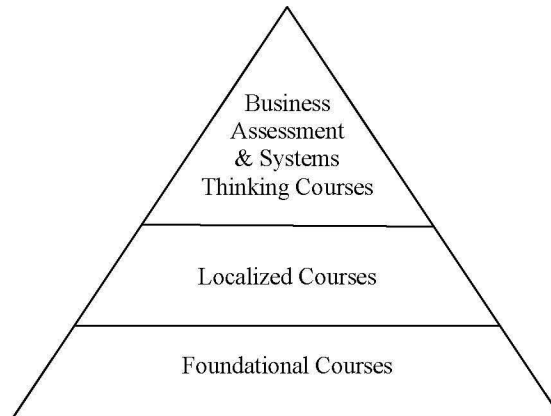 Business
Assessment
& Systems
Thinking Courses
Localized Courses
Foundational Courses